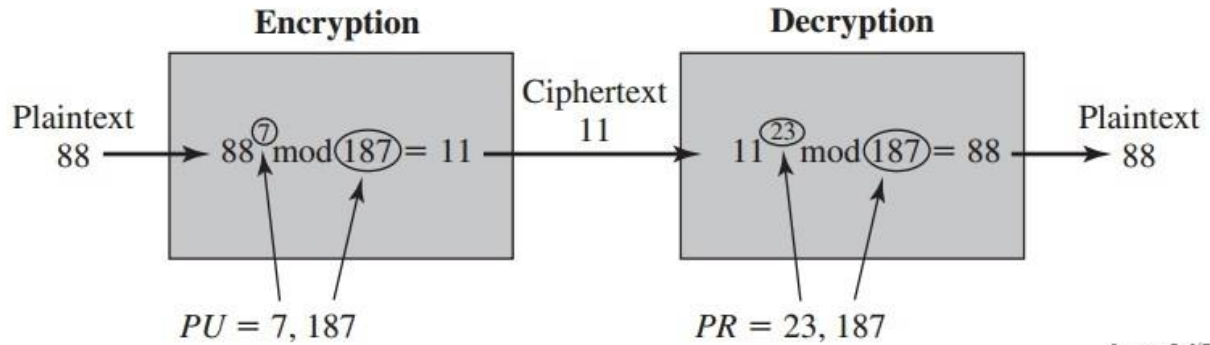 Encryption
Decryption
Plaintext
88
88^7 mod 187 = 11
Ciphertext
11
11^23 mod 187 = 88
Plaintext
88
PU = 7, 187
PR = 23, 187